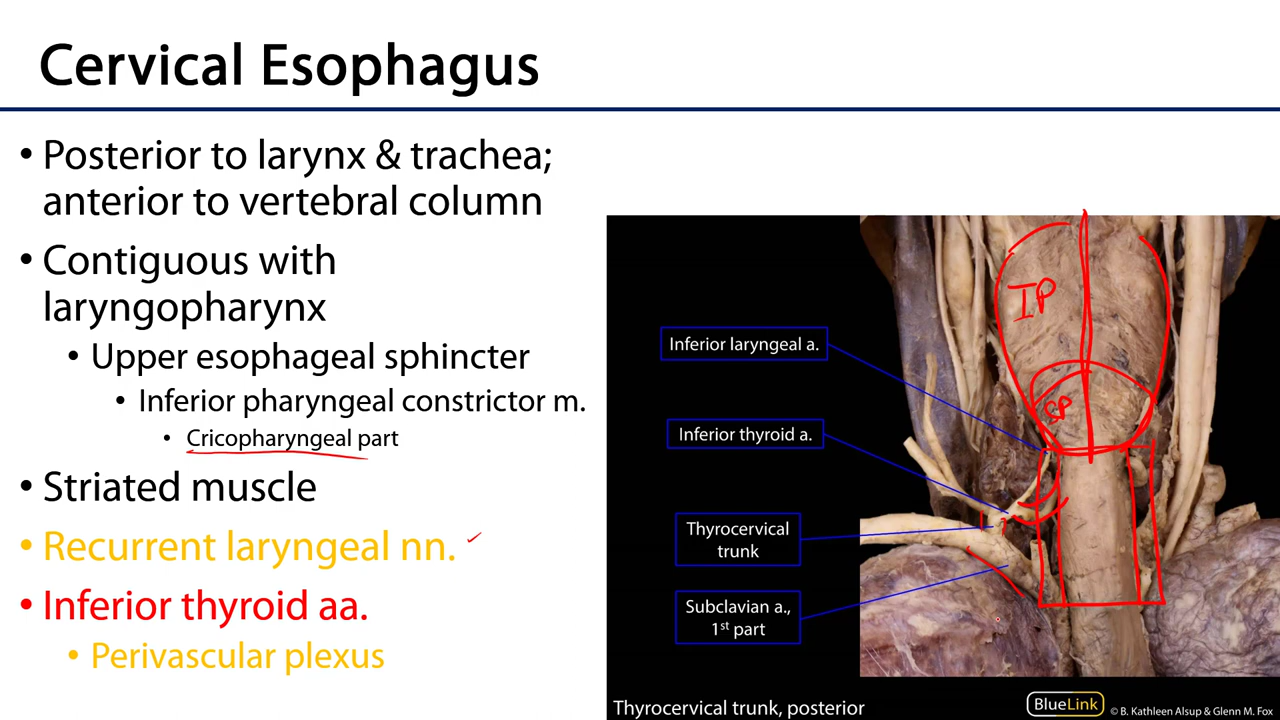 Cervical Esophagus
• Posterior to larynx & trachea;
anterior to vertebral column
• Contiguous with
laryngopharynx
• Upper esophageal sphincter
• Inferior pharyngeal constrictor m.
• Cricopharyngeal part
• Striated muscle
• Recurrent laryngeal nn.
• Inferior thyroid aa.
• Perivascular plexus
IP
CP
Inferior laryngeal a.
Inferior thyroid a.
Thyrocervical
trunk
Subclavian a.,
1st part
Thyrocervical trunk, posterior
BlueLink
© B. Kathleen Alsup & Glenn M. Fox